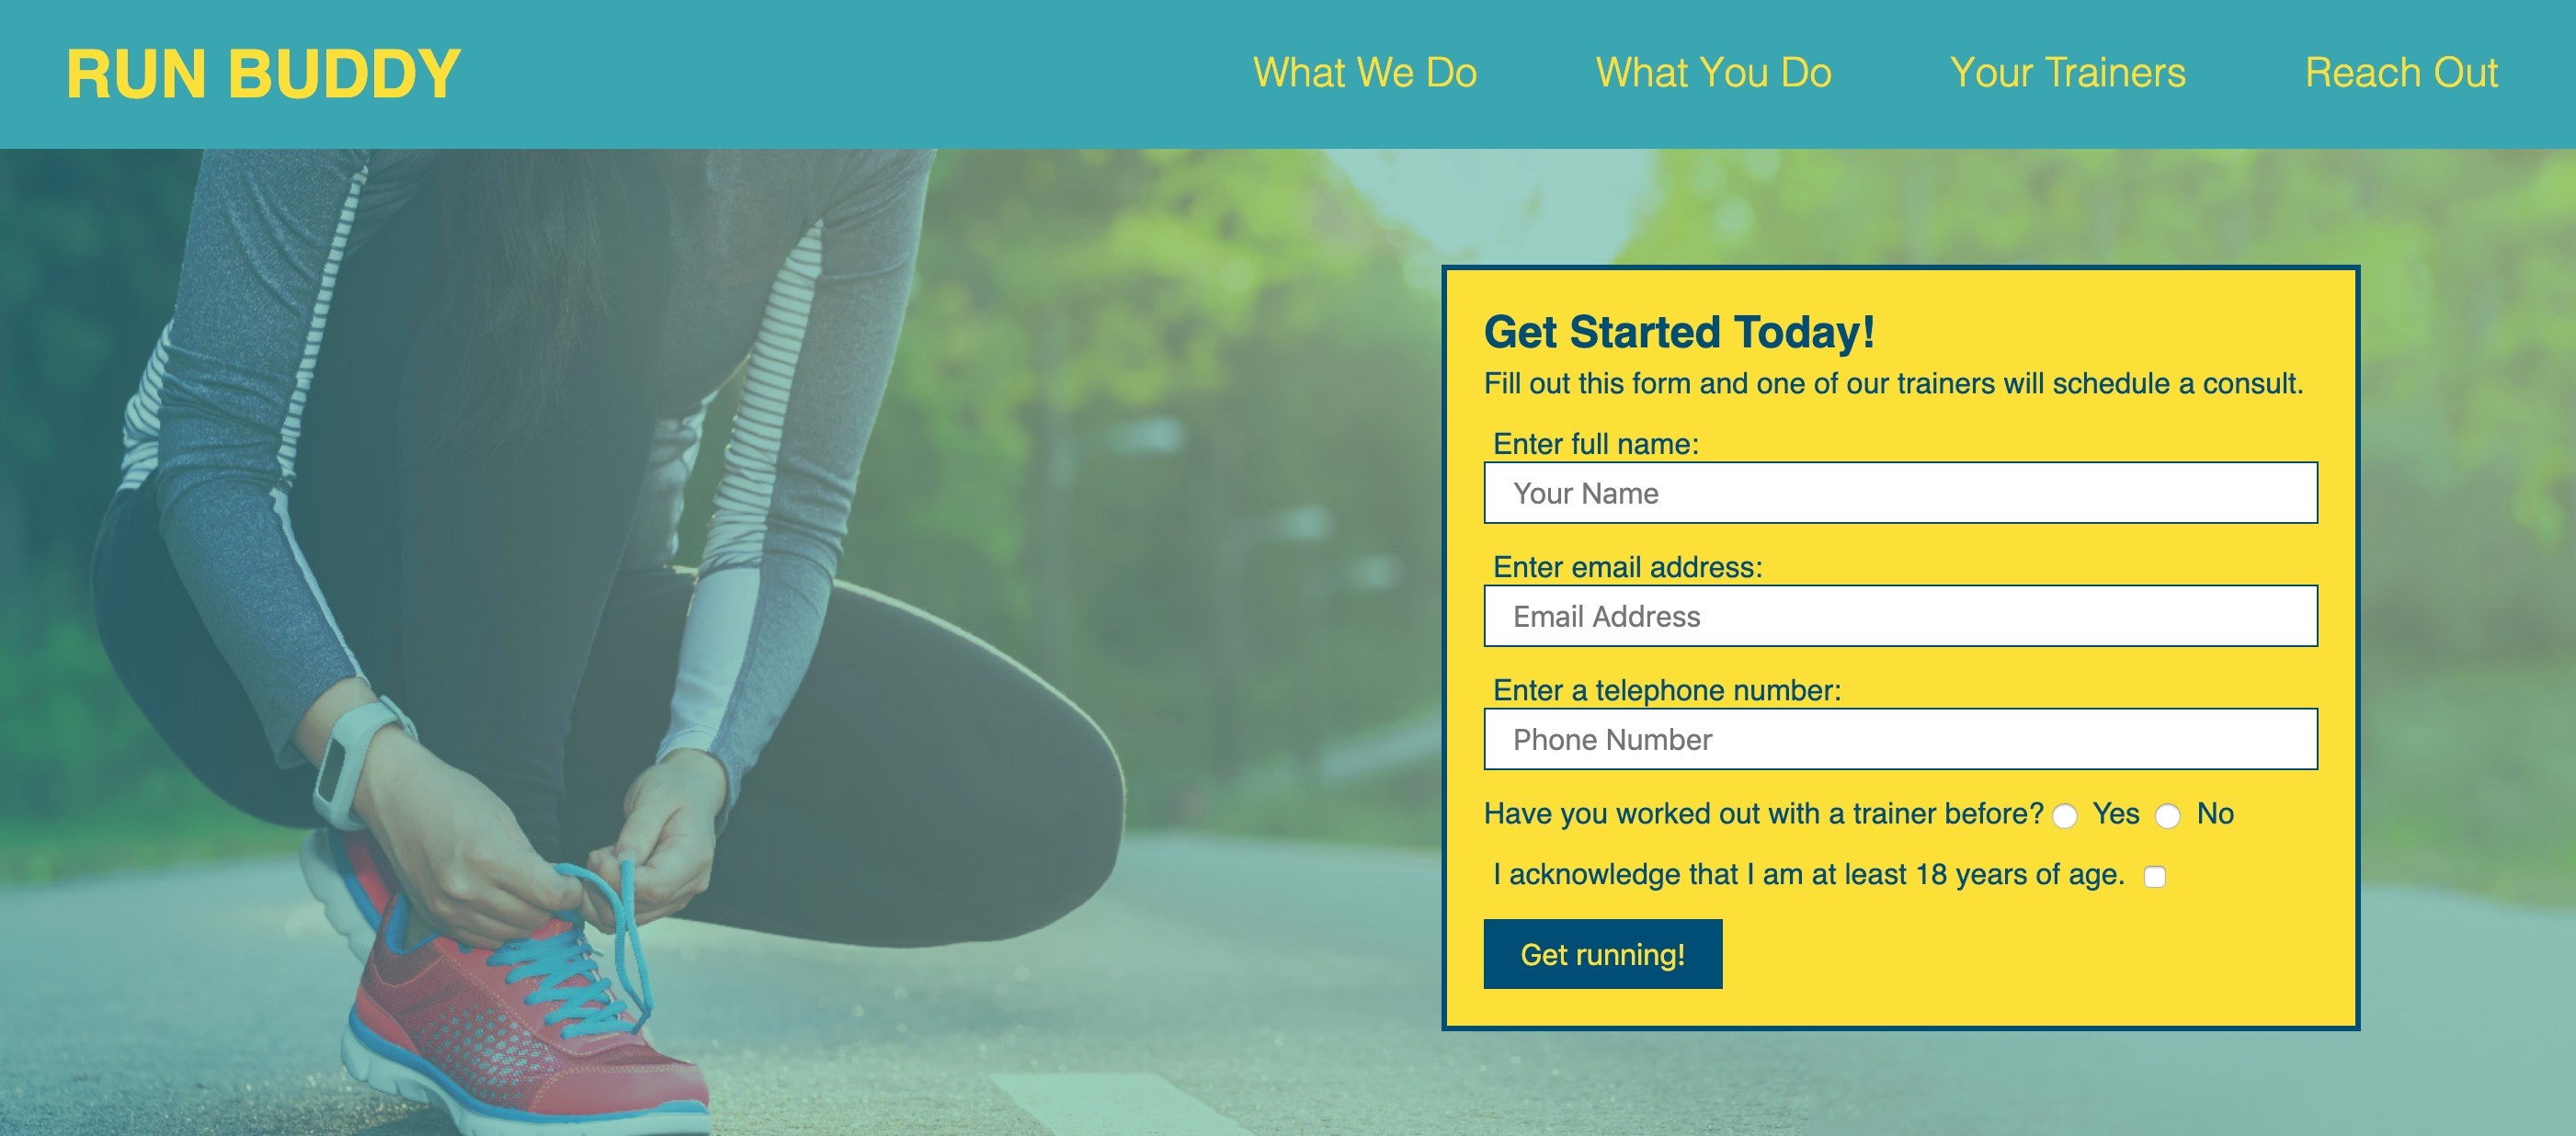 RUN BUDDY
What We Do
What You Do
Your Trainers
Reach Out
Get Started Today!
Fill out this form and one of our trainers will schedule a consult.
Enter full name:
Your Name
Enter email address:
Email Address
Enter a telephone number:
Phone Number
Have you worked out with a trainer before? Yes No
I acknowledge that I am at least 18 years of age.
Get running!